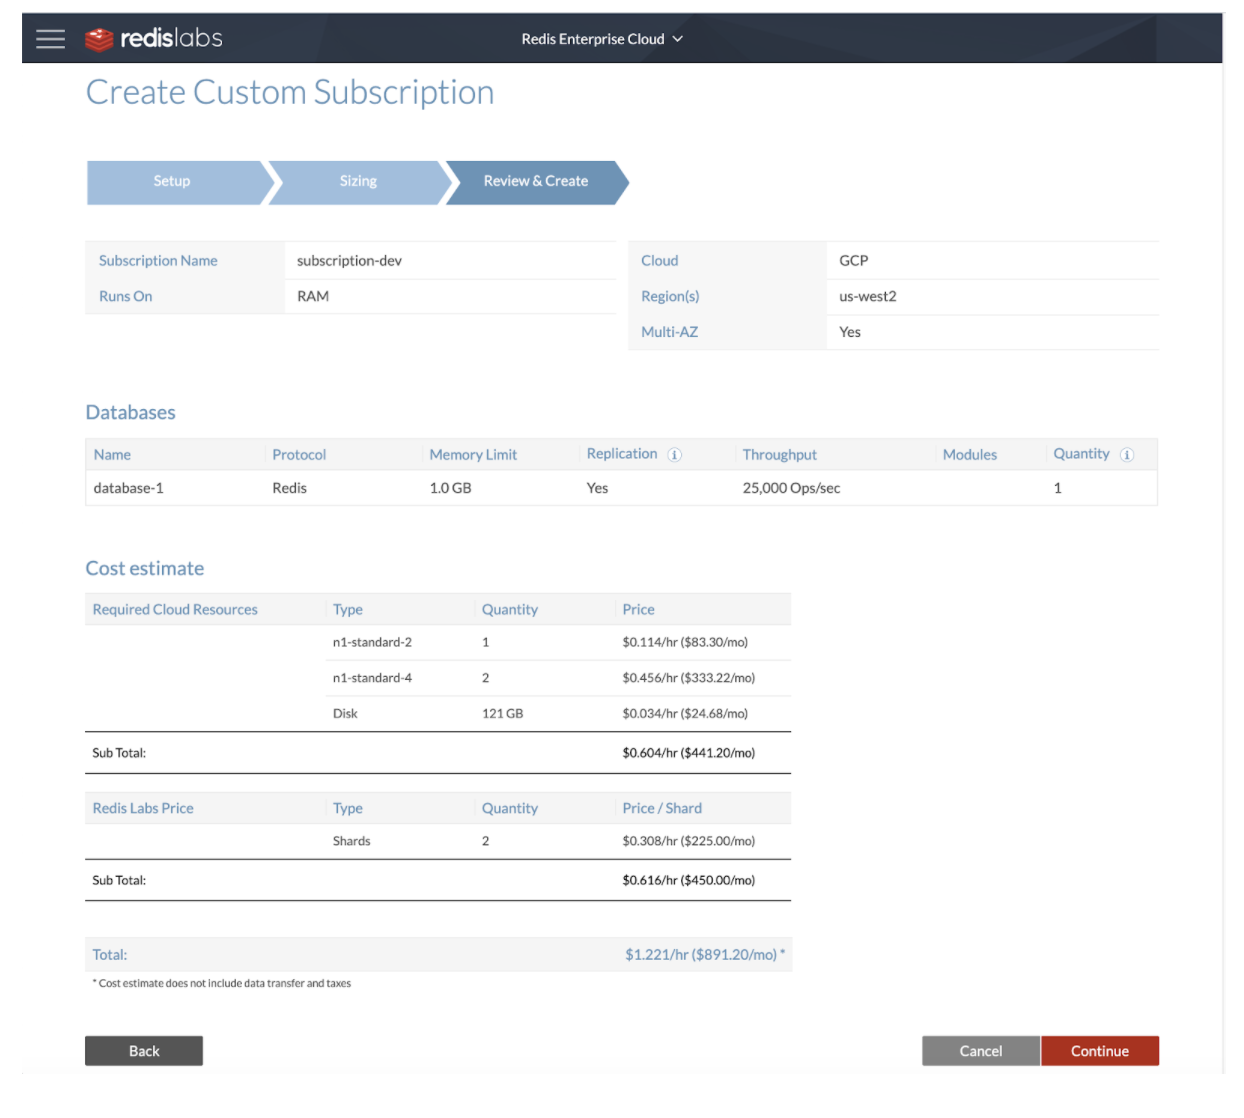 redislabs
Redis Enterprise Cloud
Create Custom Subscription
Setup
Sizing
Review & Create
Subscription Name subscription-dev
Runs On RAM
Cloud GCP
Region(s) us-west2
Multi-AZ Yes
Databases
Name Protocol Memory Limit Replication i Throughput Modules Quantity i
database-1 Redis 1.0 GB Yes 25,000 Ops/sec 1
Cost estimate
Required Cloud Resources Type Quantity Price
n1-standard-2 1 $0.114/hr ($83.30/mo)
n1-standard-4 2 $0.456/hr ($333.22/mo)
Disk 121 GB $0.034/hr ($24.68/mo)
Sub Total: $0.604/hr ($441.20/mo)
Redis Labs Price Type Quantity Price / Shard
Shards 2 $0.308/hr ($225.00/mo)
Sub Total: $0.616/hr ($450.00/mo)
Total: $1.221/hr ($891.20/mo) *
* Cost estimate does not include data transfer and taxes
Back Cancel Continue